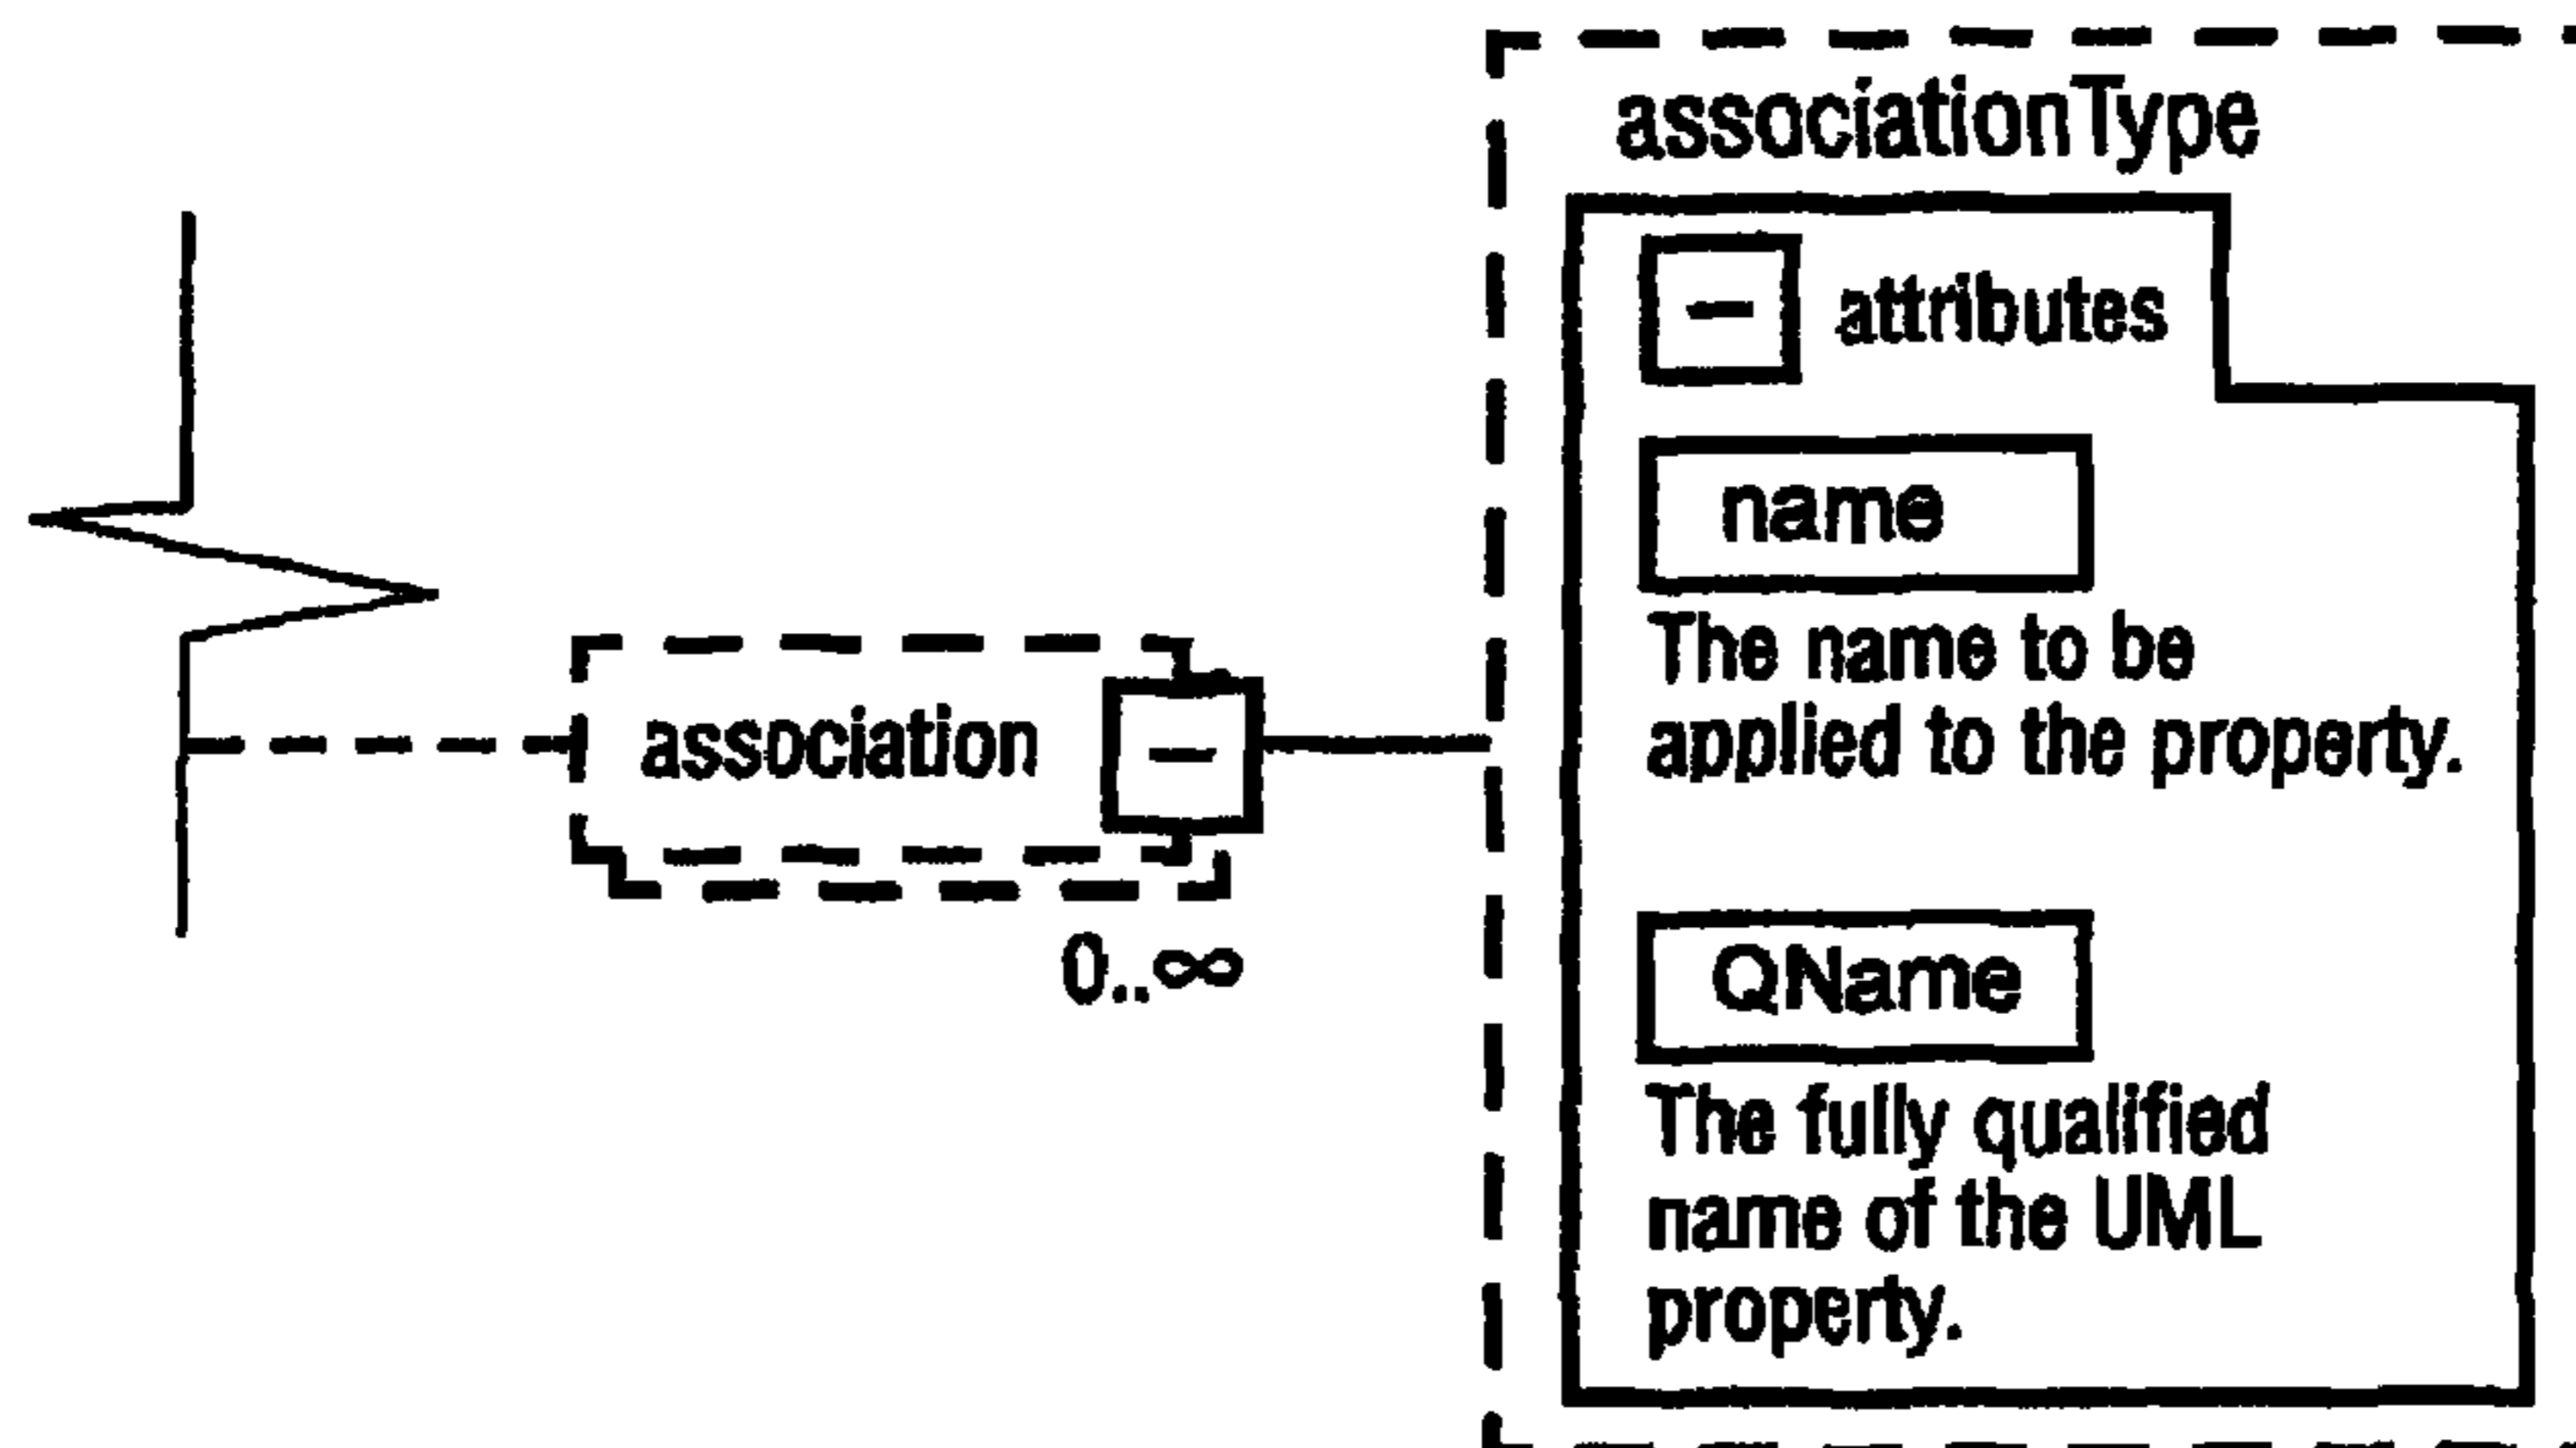 associationType
attributes
name
The name to be
applied to the property.
association
0..∞
QName
The fully qualified
name of the UML
property.